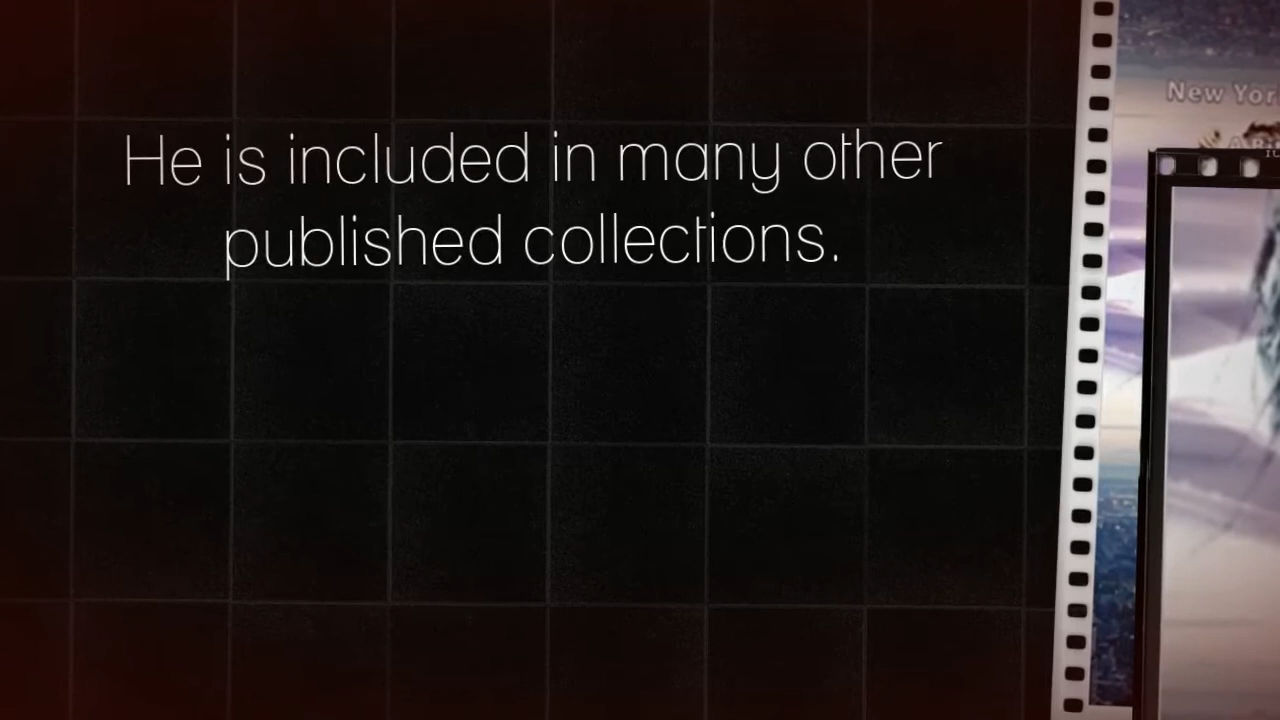 He is included in many other
published collections.
New Yor